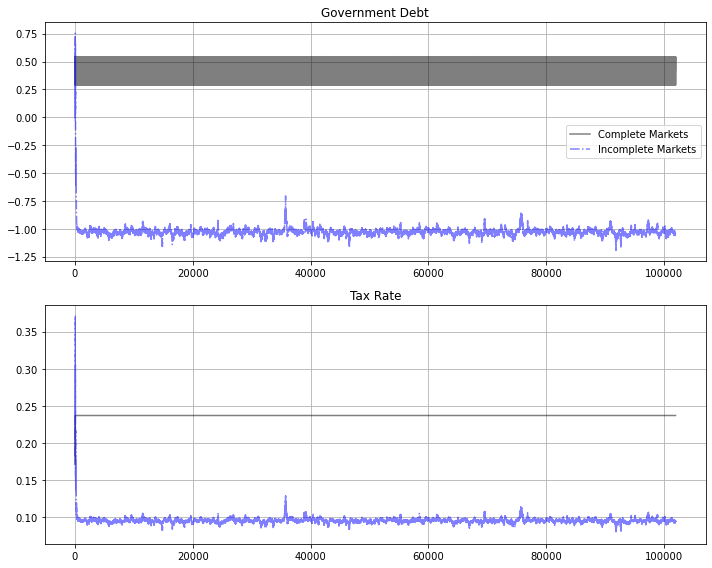 Government Debt
0.75
0.50
0.25
0.00
−0.25
−0.50
−0.75
−1.00
−1.25
Complete Markets
Incomplete Markets
0 20000 40000 60000 80000 100000
Tax Rate
0.35
0.30
0.25
0.20
0.15
0.10
0 20000 40000 60000 80000 100000